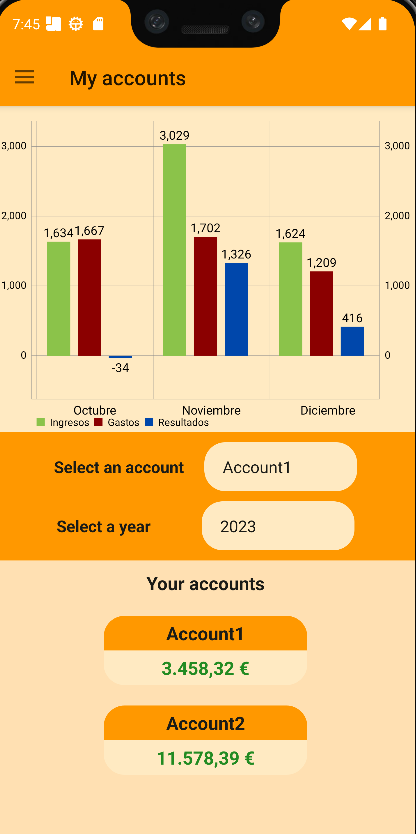 7:45
My accounts
3,029
3,000 3,000
2,000 2,000
1,634 1,667 1,702 1,624
1,326
1,209
1,000 1,000
416
0 0
-34
Octubre Noviembre Diciembre
Ingresos Gastos Resultados
Select an account Account1
Select a year 2023
Your accounts
Account1
3.458,32 €
Account2
11.578,39 €